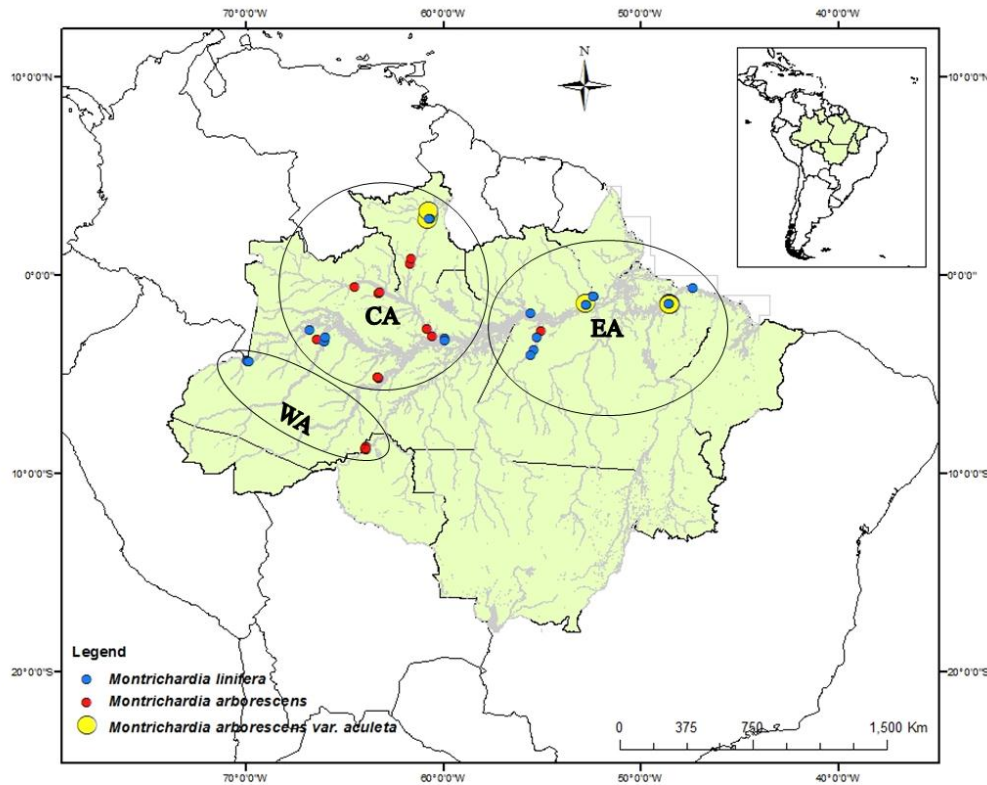 70°0'0"W 60°0'0"W 50°0'0"W 40°0'0"W
N
10°0'0"N 10°0'0"N
0°0'0" 0°0'0"
CA
EA
WA
10°0'0"S 10°0'0"S
Legend
Montrichardia linifera
Montrichardia arborescens
Montrichardia arborescens var. aculeta
20°0'0"S 20°0'0"S
0 375 750 1,500 Km
70°0'0"W 60°0'0"W 50°0'0"W 40°0'0"W